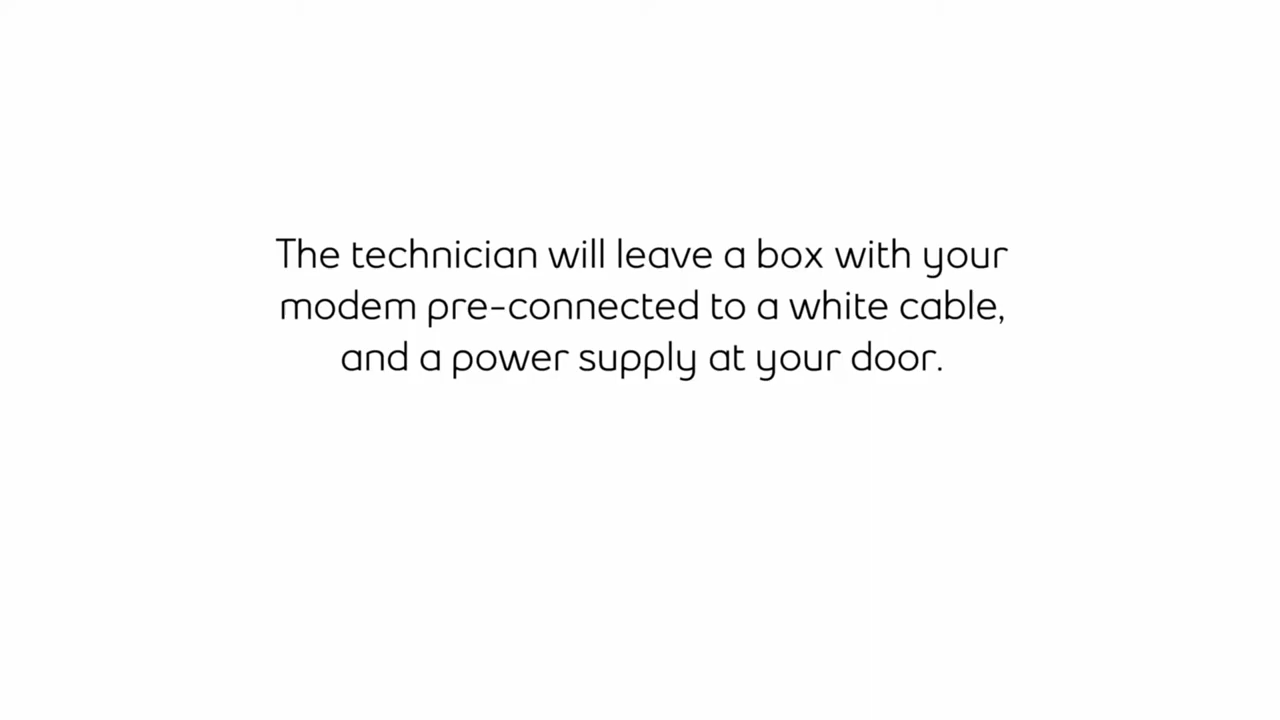 The technician will leave a box with your
modem pre-connected to a white cable,
and a power supply at your door.